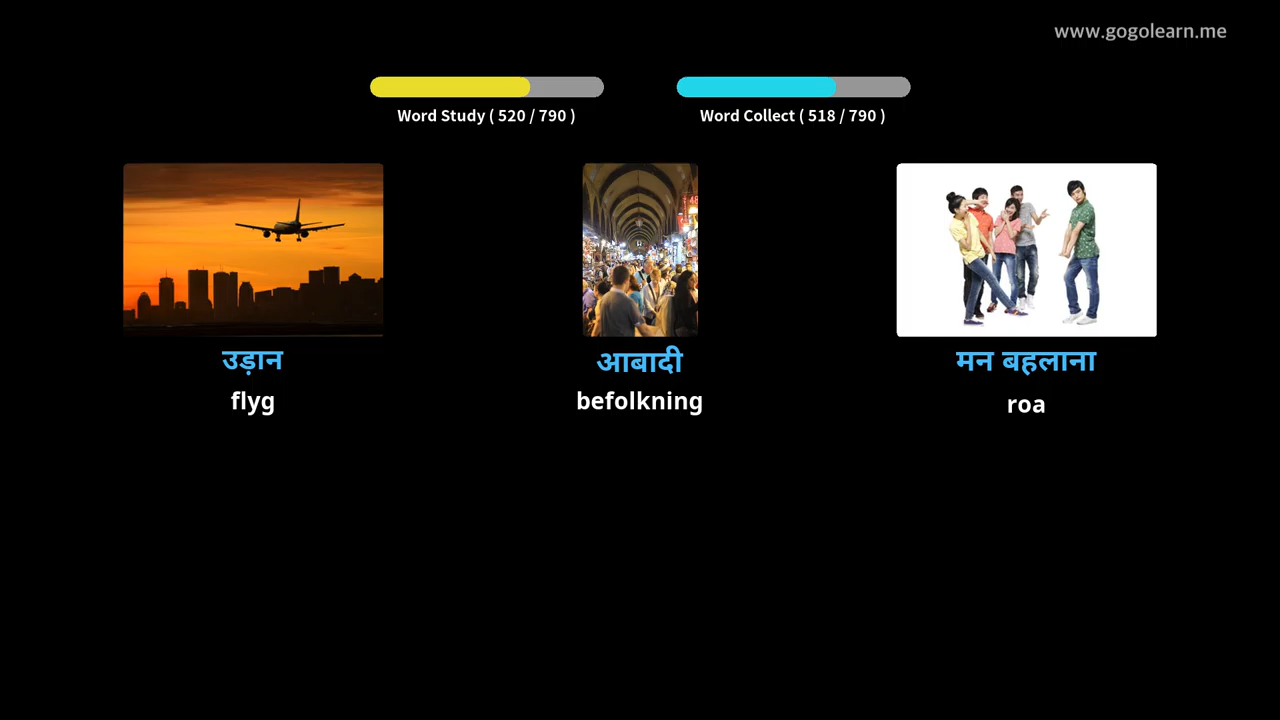 www.gogolearn.me
Word Study ( 520 / 790 )
Word Collect ( 518 / 790 )
उड़ान
आबादी
मन बहलाना
flyg
befolkning
roa